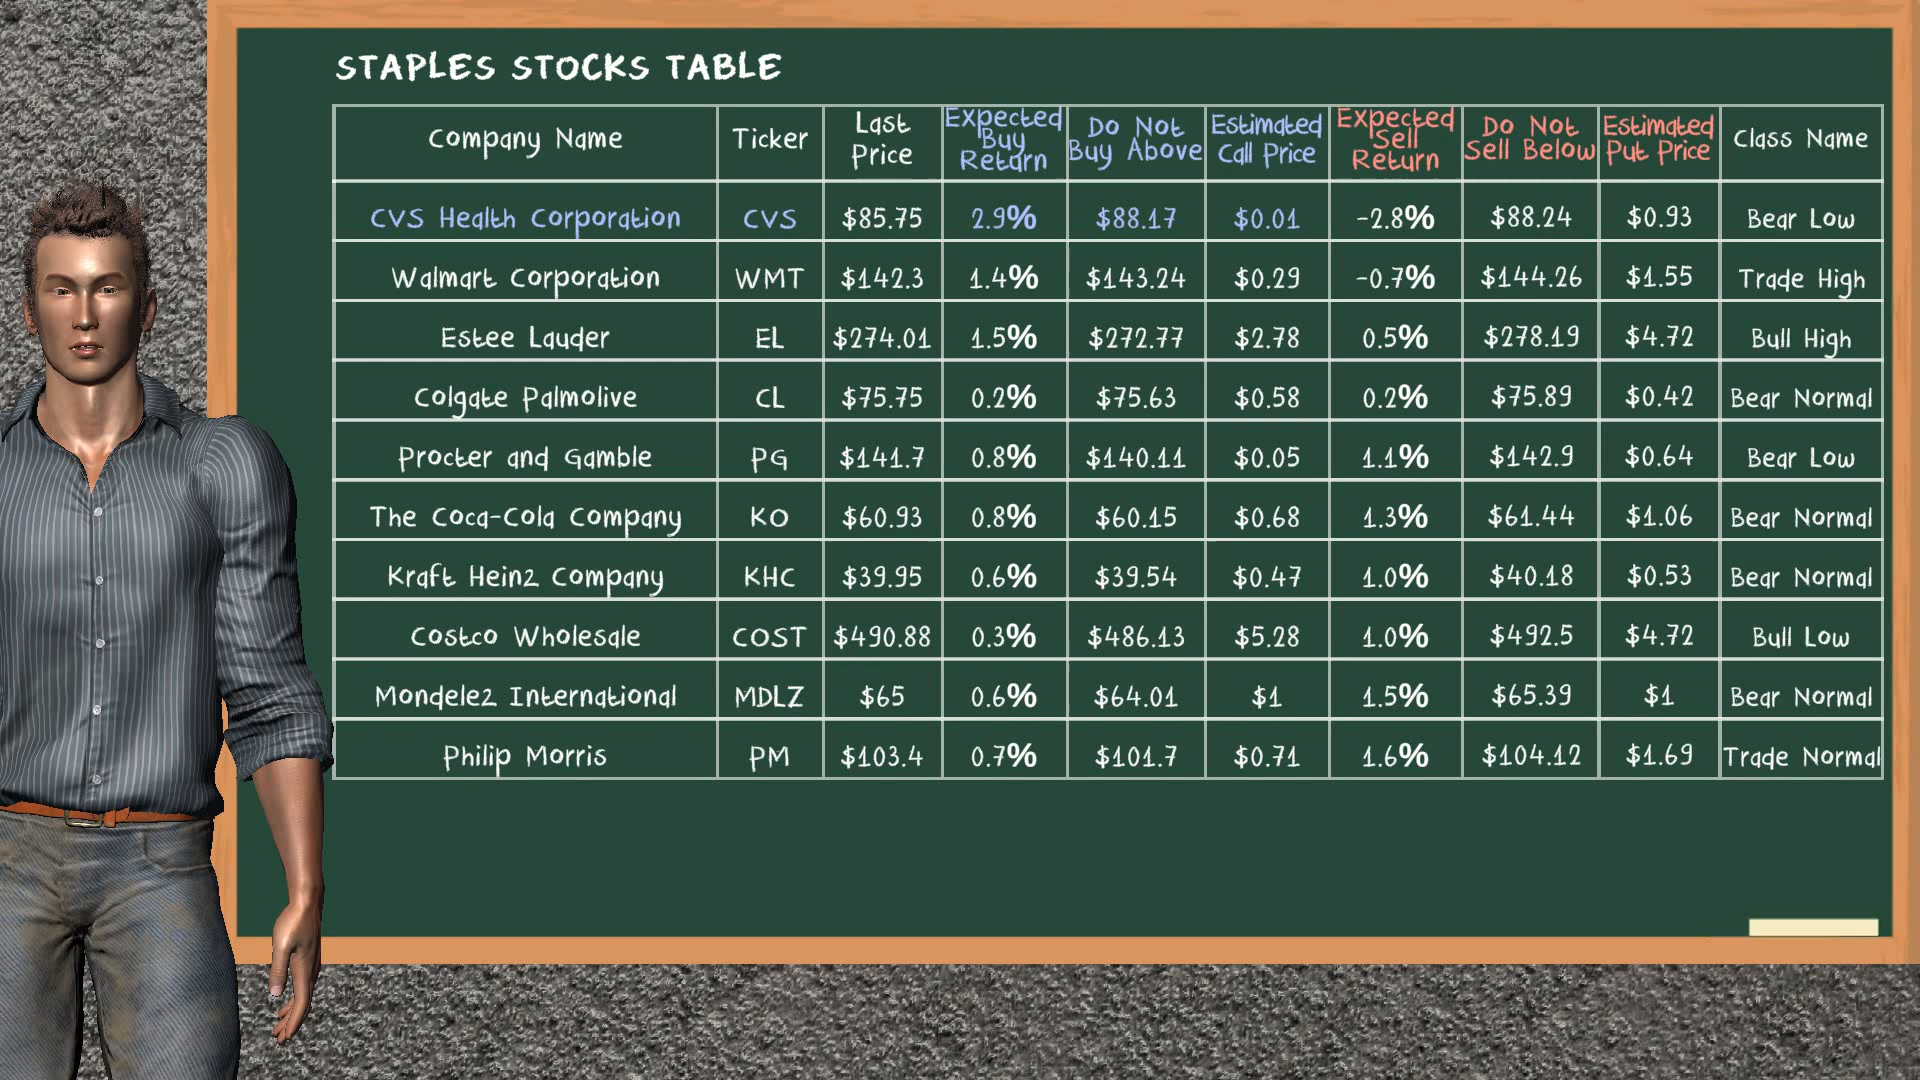 STAPLES STOCKS TABLE
Company Name Ticker Last Price Expected Buy Return Do Not Buy Above Estimated Call Price Expected Sell Return Do Not Sell Below Estimated Put Price Class Name
CVS Health Corporation CVS $85.75 2.9% $88.17 $0.01 -2.8% $88.24 $0.93 Bear Low
Walmart Corporation WMT $142.3 1.4% $143.24 $0.29 -0.7% $144.26 $1.55 Trade High
Estee Lauder EL $274.01 1.5% $272.77 $2.78 0.5% $278.19 $4.72 Bull High
Colgate Palmolive CL $75.75 0.2% $75.63 $0.58 0.2% $75.89 $0.42 Bear Normal
Procter and Gamble PG $141.7 0.8% $140.11 $0.05 1.1% $142.9 $0.64 Bear Low
The Coca-Cola Company KO $60.93 0.8% $60.15 $0.68 1.3% $61.44 $1.06 Bear Normal
Kraft Heinz Company KHC $39.95 0.6% $39.54 $0.47 1.0% $40.18 $0.53 Bear Normal
Costco Wholesale COST $490.88 0.3% $486.13 $5.28 1.0% $492.5 $4.72 Bull Low
Mondelez International MDLZ $65 0.6% $64.01 $1 1.5% $65.39 $1 Bear Normal
Philip Morris PM $103.4 0.7% $101.7 $0.71 1.6% $104.12 $1.69 Trade Normal